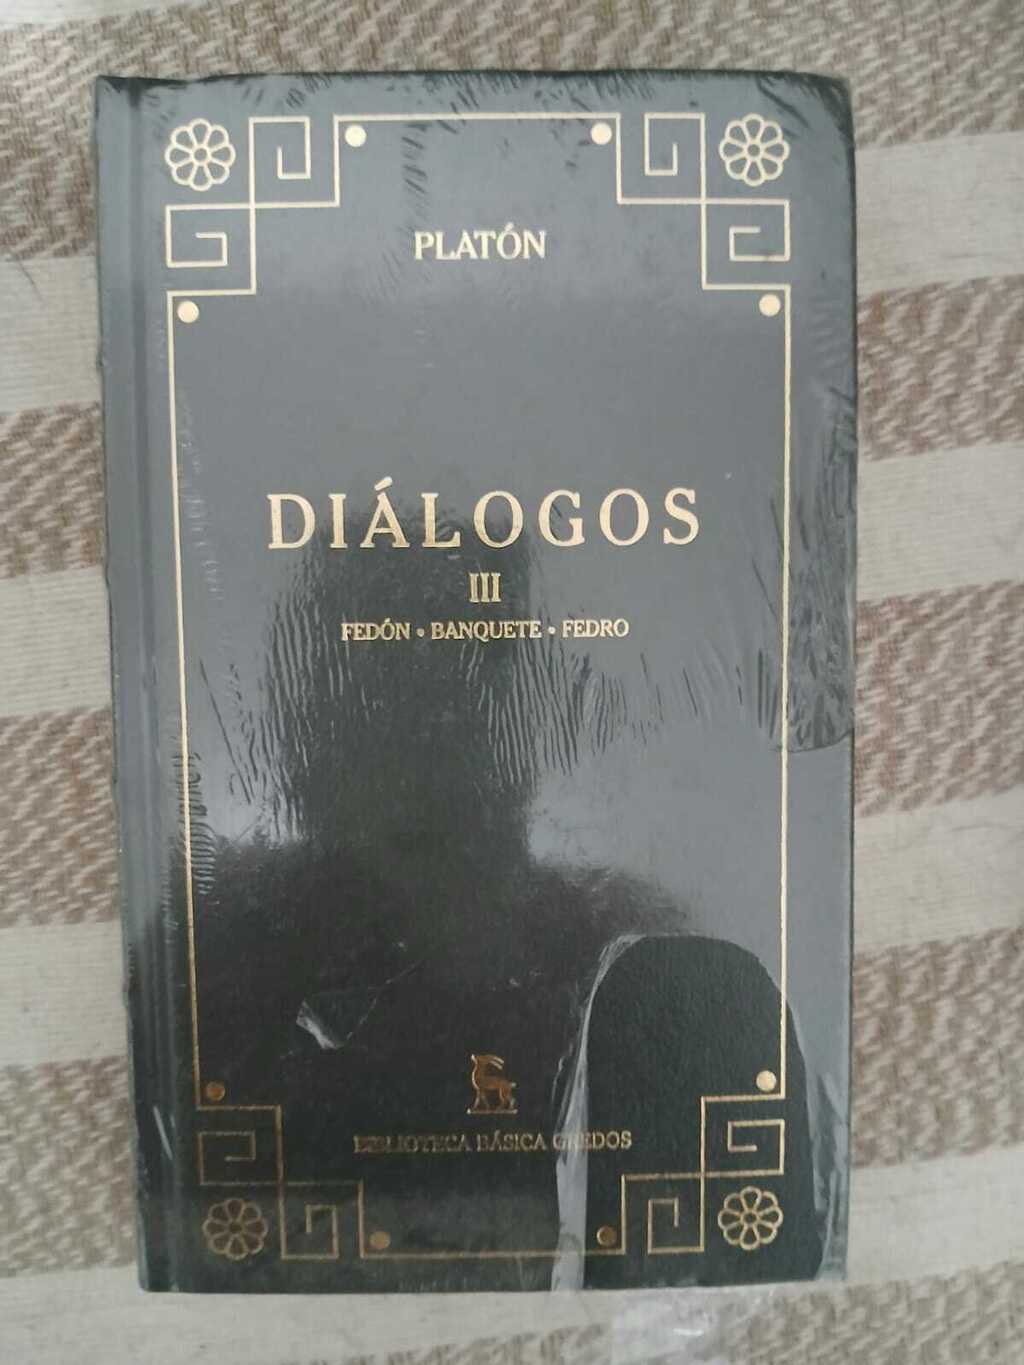 PLATÓN
DIÁLOGOS
III
FEDÓN • BANQUETE • FEDRO
BIBLIOTECA BÁSICA GREDOS